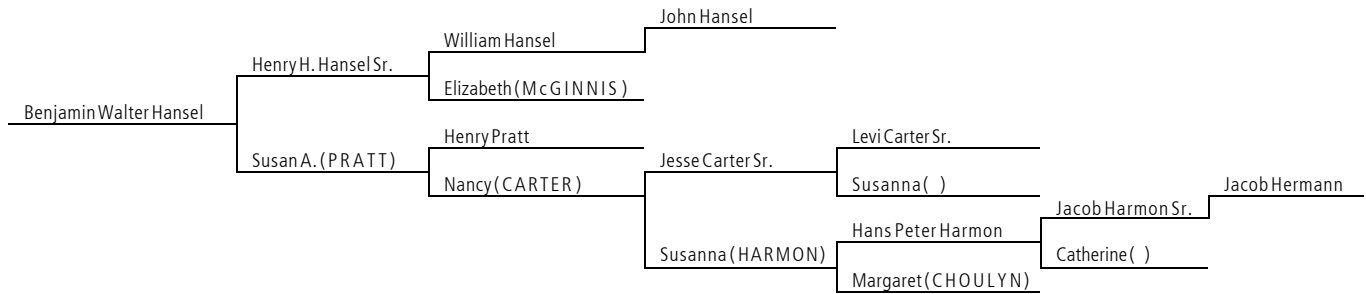 John Hansel
William Hansel
Henry H. Hansel Sr.
Elizabeth (McGINNIS )
Benjamin Walter Hansel
Henry Pratt
Levi Carter Sr.
Susan A. (PRATT)
Jesse Carter Sr.
Nancy (CARTER )
Susanna ( )
Jacob Hermann
Jacob Harmon Sr.
Hans Peter Harmon
Susanna (HARMON)
Catherine ( )
Margaret (CHOULYN)